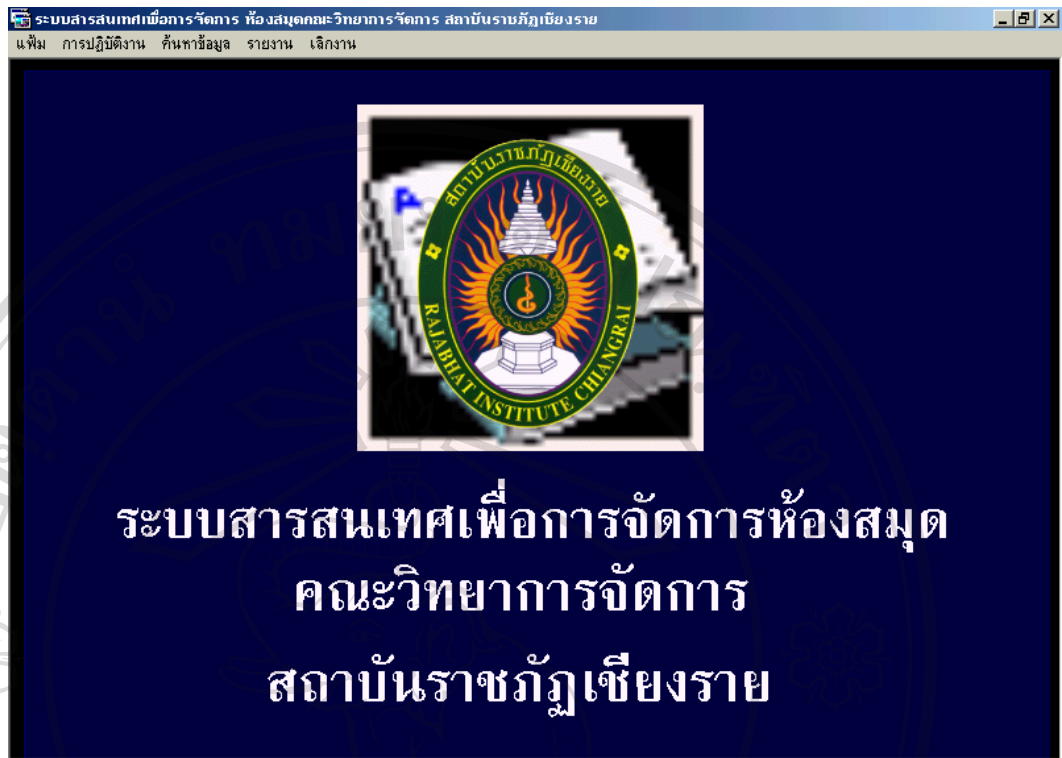 ระบบสารสนเทศเพื่อการจัดการ ห้องสมุดคณะวิทยาการจัดการ สถาบันราชภัฏเชียงราย
แฟ้ม การปฏิบัติงาน ค้นหาข้อมูล รายงาน เลิกงาน
สถาบันราชภัฏเชียงราย
RAJABHAT INSTITUTE CHIANGRAI
ระบบสารสนเทศเพื่อการจัดการห้องสมุด
คณะวิทยาการจัดการ
สถาบันราชภัฏเชียงราย